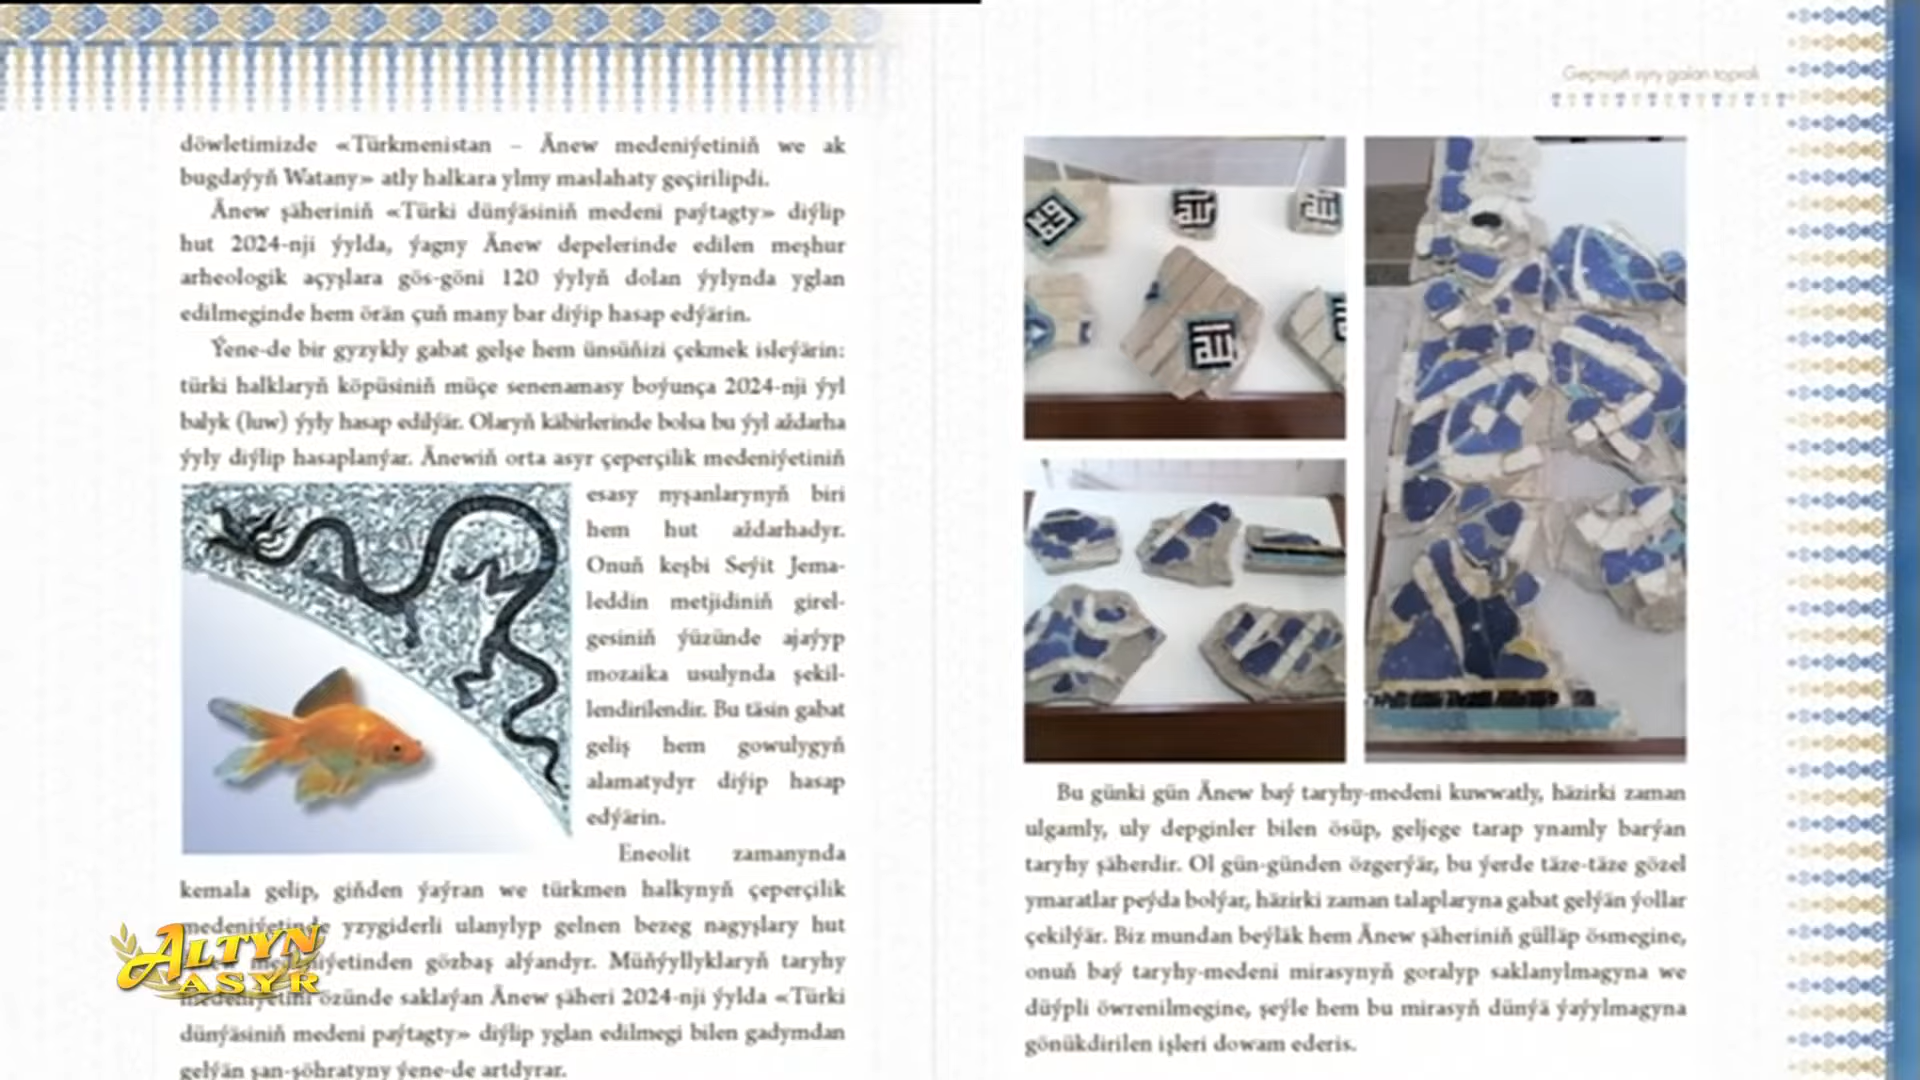 döwletimizde «Türkmenistan – Änew medeniýetiniň we ak
bugdaýyň Watany» atly halkara ylmy maslahaty geçirilipdi.
Änew şäheriniň «Türki dünýäsiniň medeni paýtagty» diýlip
hut 2024-nji ýylda, ýagny Änew depelerinde edilen meşhur
arheologik açyşlara gös-göni 120 ýylyň dolan ýylynda yglan
edilmeginde hem örän çuň many bar diýip hasap edýärin.
Ýene-de bir gyzykly gabat gelşe hem ünsüňizi çekmek isleýärin:
türki halklaryň köpüsiniň müçe senenamasy boýunça 2024-nji ýyl
balyk (luw) ýyly hasap edilýär. Olaryň käbirlerinde bolsa bu ýyl aždarha
ýyly diýlip hasaplanýar. Änewiň orta asyr çeperçilik medeniýetiniň
esasy nyşanlarynyň biri
hem hut aždarhadyr.
Onuň keşbi Seýit Jema-
leddin metjidiniň girel-
gesiniň ýüzünde ajaýyp
mozaika usulynda şekil-
lendirilendir. Bu täsin gabat
geliş hem gowulygyň
alamatydyr diýip hasap
edýärin.
Eneolit zamanynda
kemala gelip, giňden ýaýran we türkmen halkynyň çeperçilik
medeniýetinde yzygiderli ulanylyp gelnen bezeg nagyşlary hut
medeniýetinden gözbaş alýandyr. Müňýyllyklaryň taryhy
medeniýetini özünde saklaýan Änew şäheri 2024-nji ýylda «Türki
dünýäsiniň medeni paýtagty» diýlip yglan edilmegi bilen gadymdan
gelýän şan-şöhratyny ýene-de artdyrar.
ALTYN
ASYR
Geçmişiň syry galan toprak
الله
الله
الله
Bu günki gün Änew baý taryhy-medeni kuwwatly, häzirki zaman
ulgamly, uly depginler bilen ösüp, geljege tarap ynamly barýan
taryhy şäherdir. Ol gün-günden özgerýär, bu ýerde täze-täze gözel
ymaratlar peýda bolýar, häzirki zaman talaplaryna gabat gelýän ýollar
çekilýär. Biz mundan beýläk hem Änew şäheriniň gülläp ösmegine,
onuň baý taryhy-medeni mirasynyň goralyp saklanylmagyna we
düýpli öwrenilmegine, şeýle hem bu mirasyň dünýä ýaýylmagyna
gönükdirilen işleri dowam ederis.